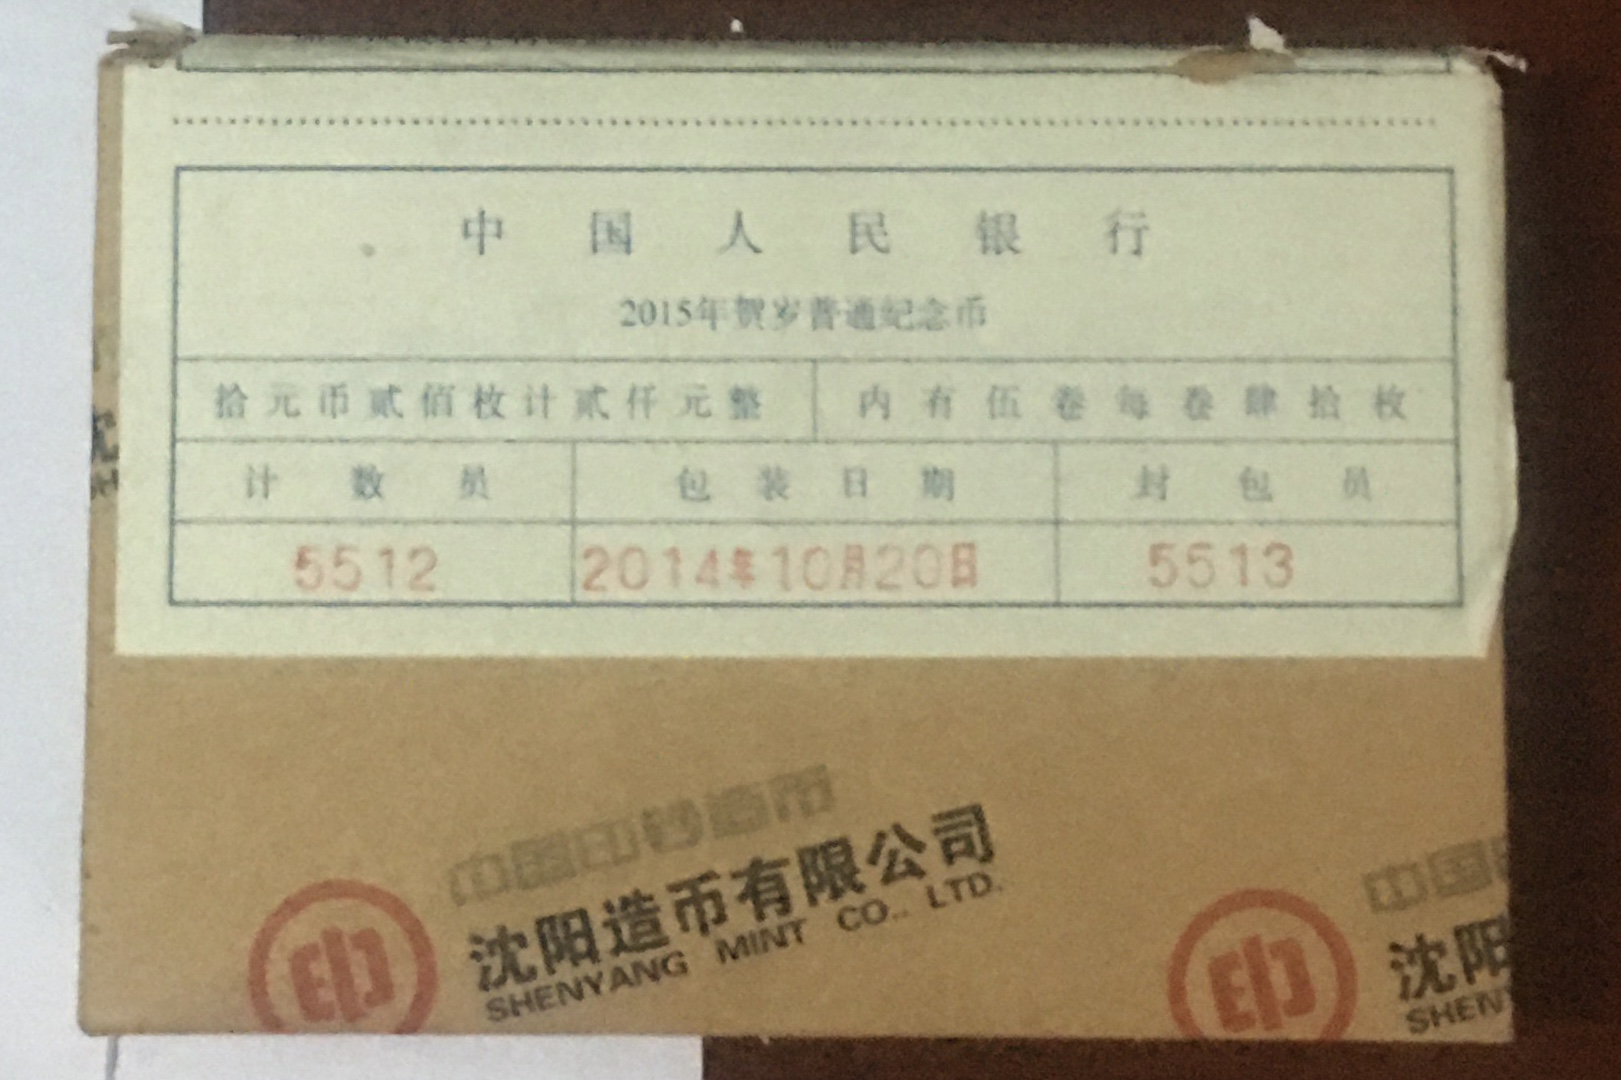 中国人民银行
2015年贺岁普通纪念币
拾元币贰佰枚计贰仟元整 内有伍卷每卷肆拾枚
计数员 包装日期 封包员
5512 2014年10月20日 5513
中国印钞造币
沈阳造币有限公司
SHENYANG MINT CO., LTD.
印
中国
沈阳
SHEN
印